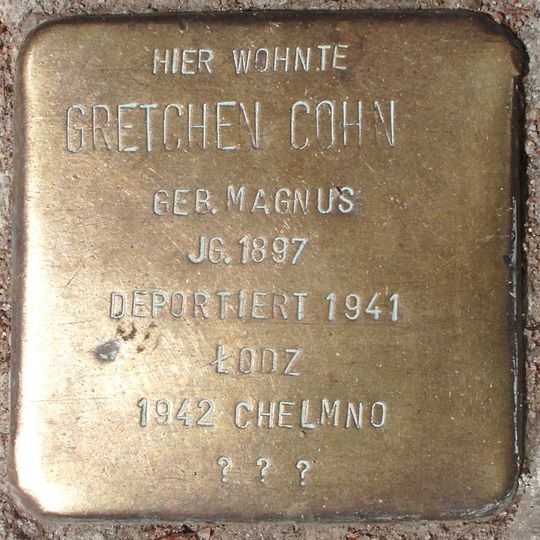 HIER WOHNTE
GRETCHEN COHN
GEB. MAGNUS
JG. 1897
DEPORTIERT 1941
ŁODZ
1942 CHELMNO
? ? ?